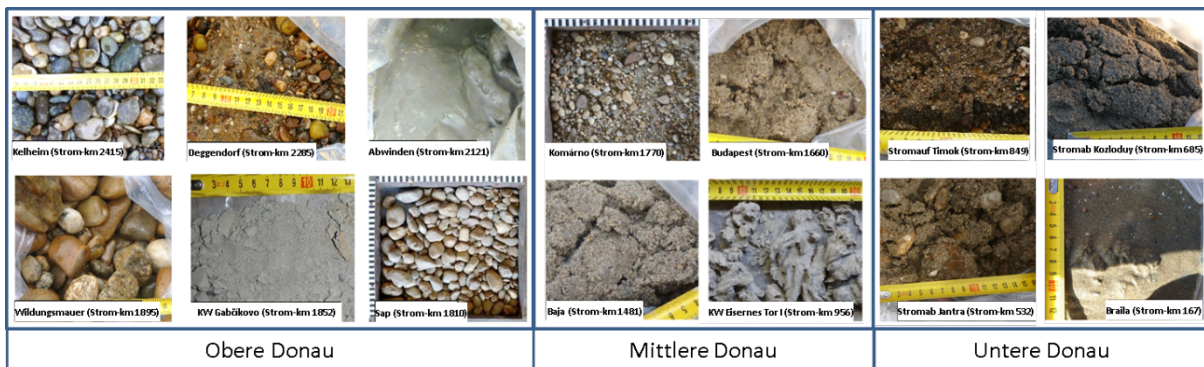 Kelheim (Strom-km 2415)
Deggendorf (Strom-km 2285)
Abwinden (Strom-km 2121)
Wildungsmauer (Strom-km 1895)
KW Gabčikovo (Strom-km 1852)
Sap (Strom-km 1810)
Komárno (Strom-km 1770)
Budapest (Strom-km 1660)
Baja (Strom-km 1481)
KW Eisernes Tor I (Strom-km 956)
Stromauf Timok (Strom-km 849)
Stromab Kozloduy (Strom-km 685)
Stromab Jantra (Strom-km 532)
Braila (Strom-km 167)
Obere Donau
Mittlere Donau
Untere Donau